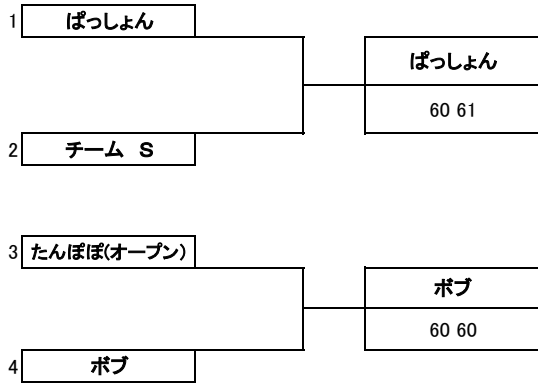 1 ぱっしょん
ぱっしょん
60 61
2 チーム S
3 たんぽぽ(オープン)
ボブ
60 60
4 ボブ